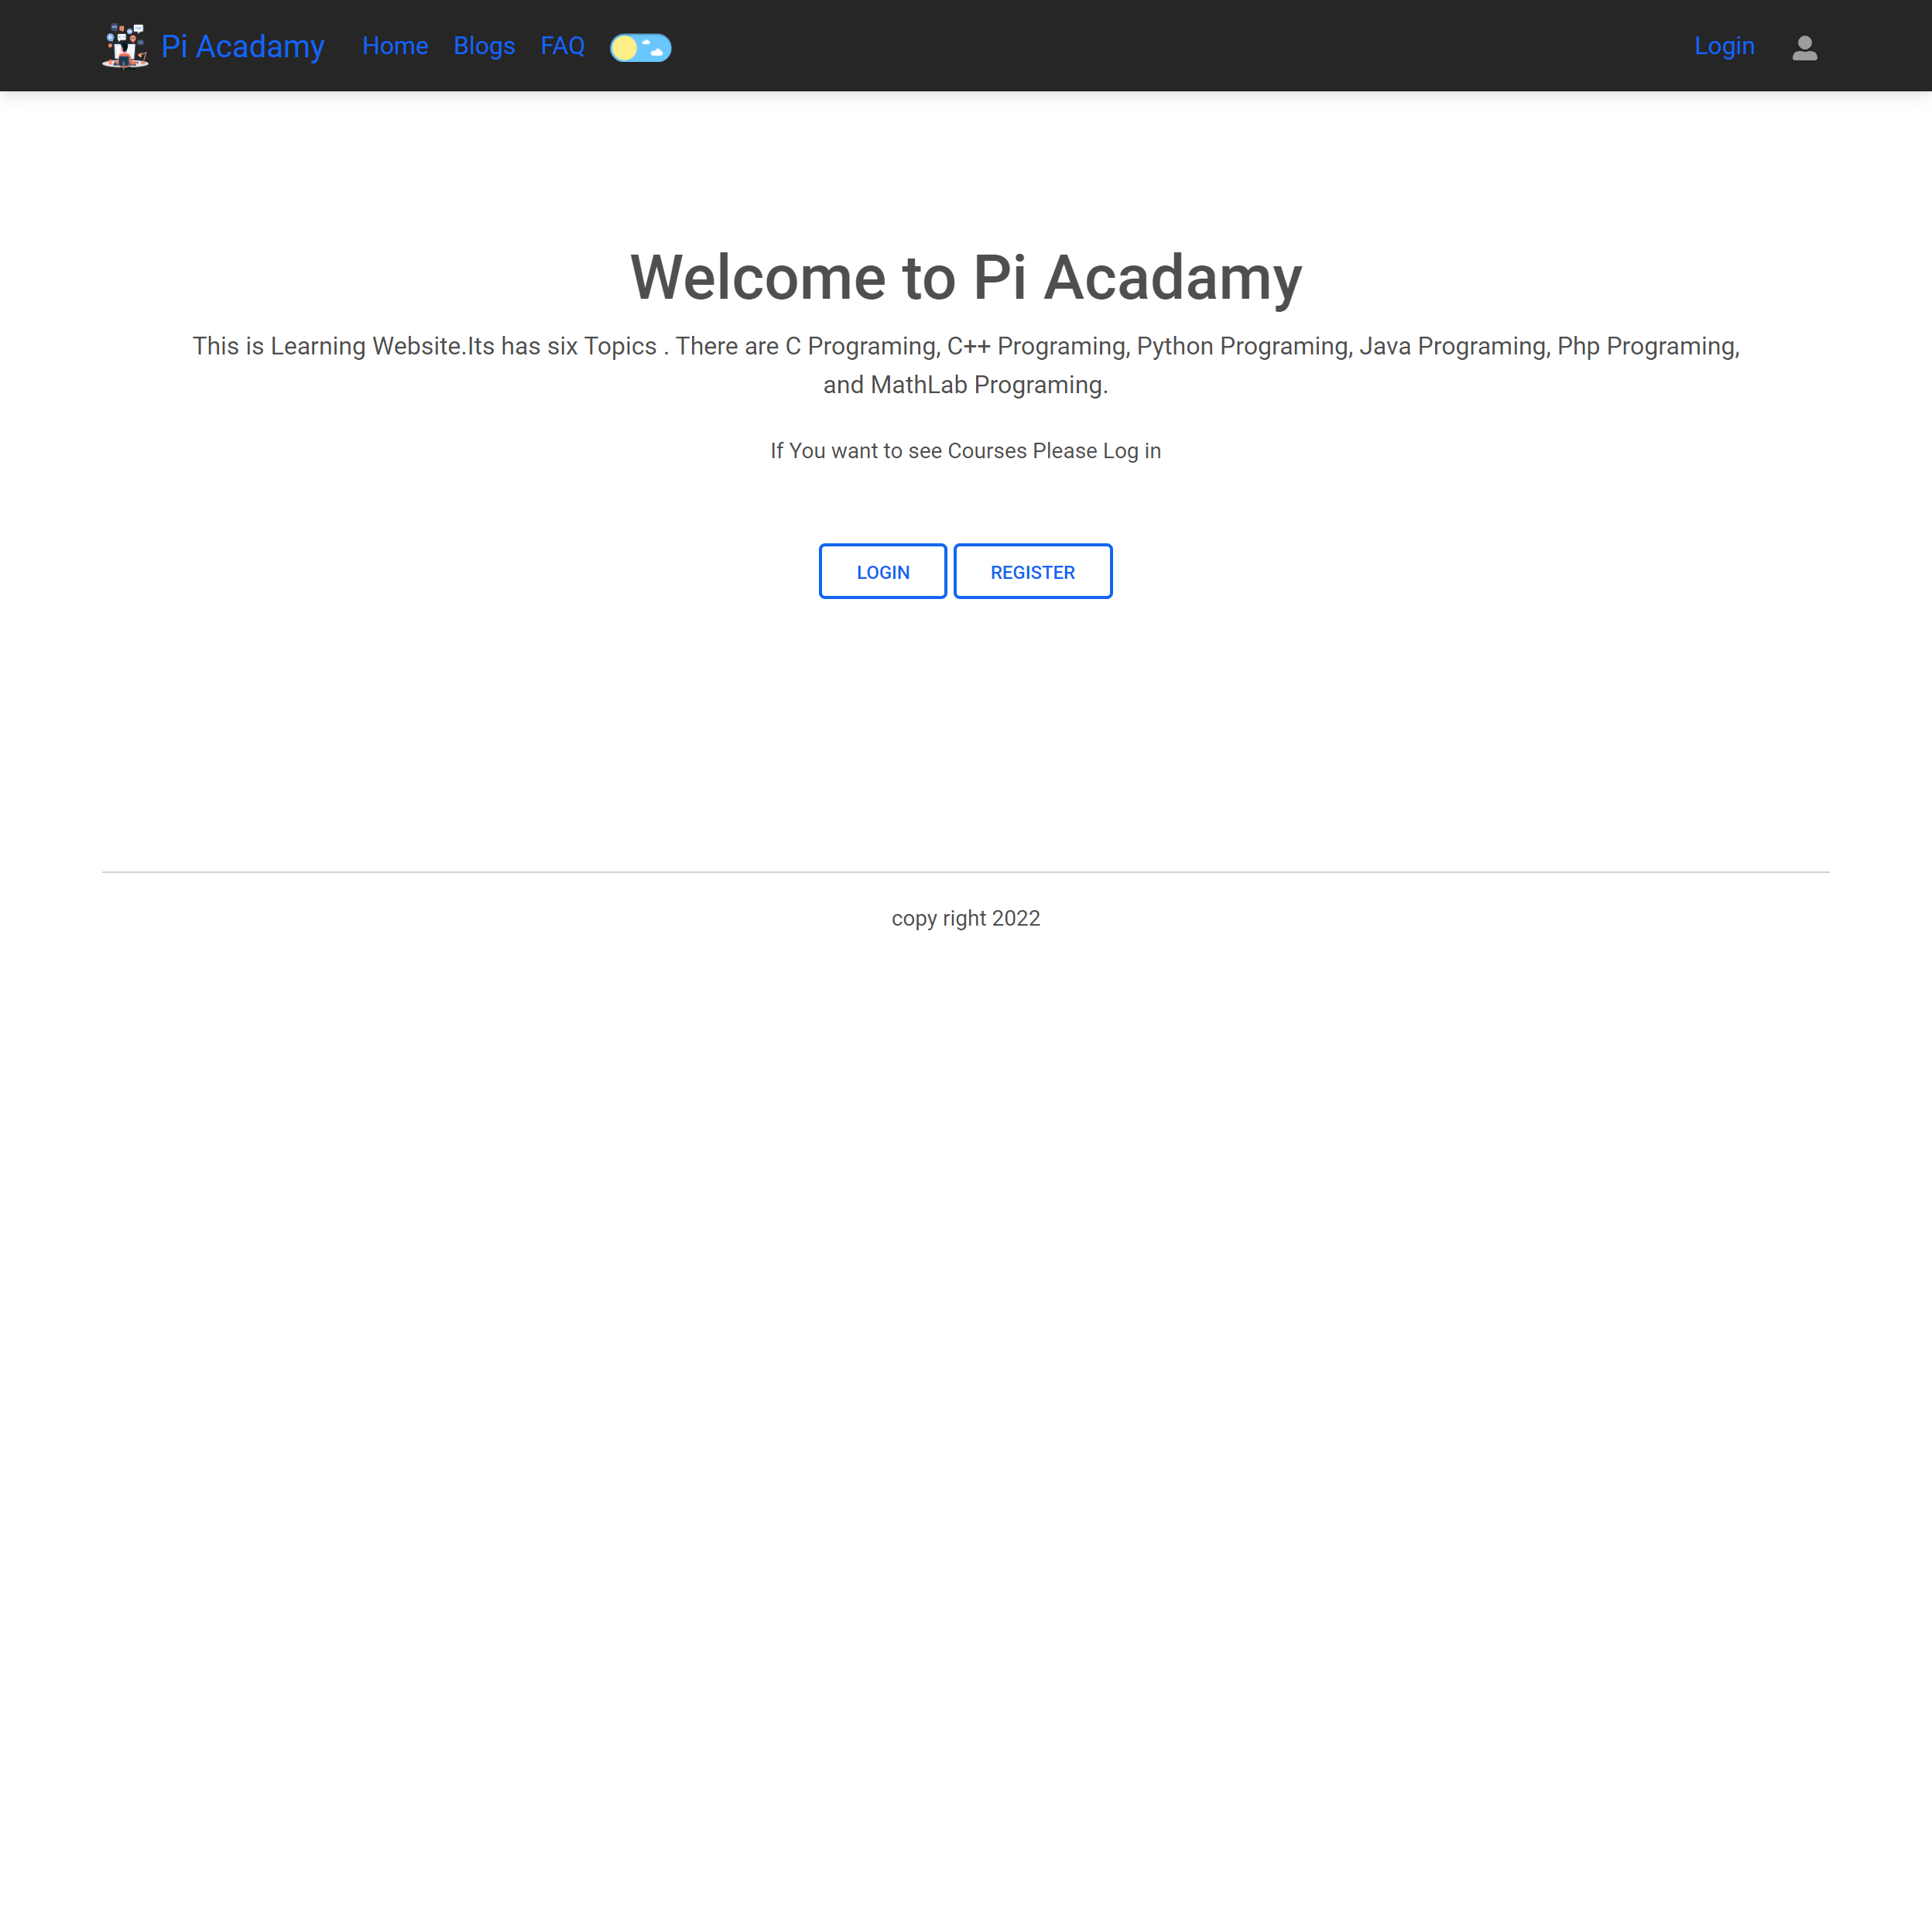 Pi Acadamy
Home
Blogs
FAQ
Login
Welcome to Pi Acadamy
This is Learning Website.Its has six Topics . There are C Programing, C++ Programing, Python Programing, Java Programing, Php Programing,
and MathLab Programing.
If You want to see Courses Please Log in
LOGIN
REGISTER
copy right 2022